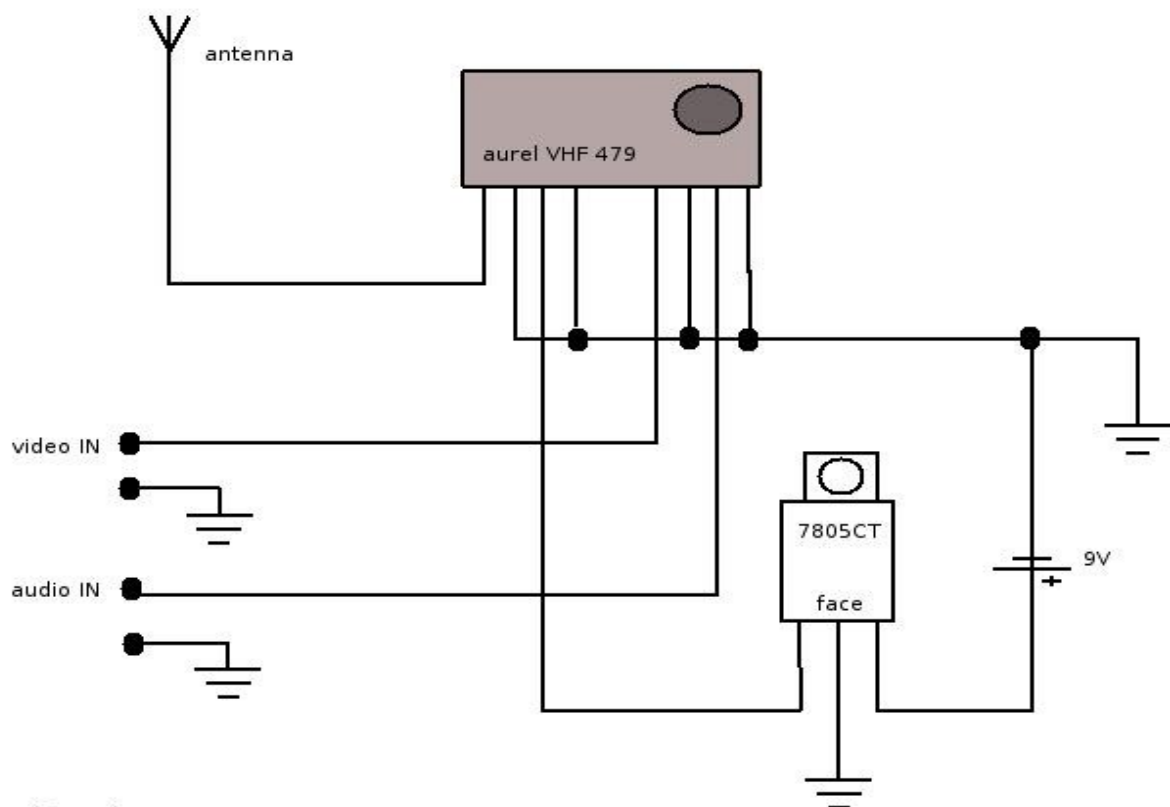 antenna
aurel VHF 479
video IN
7805CT
9V
+
audio IN
face